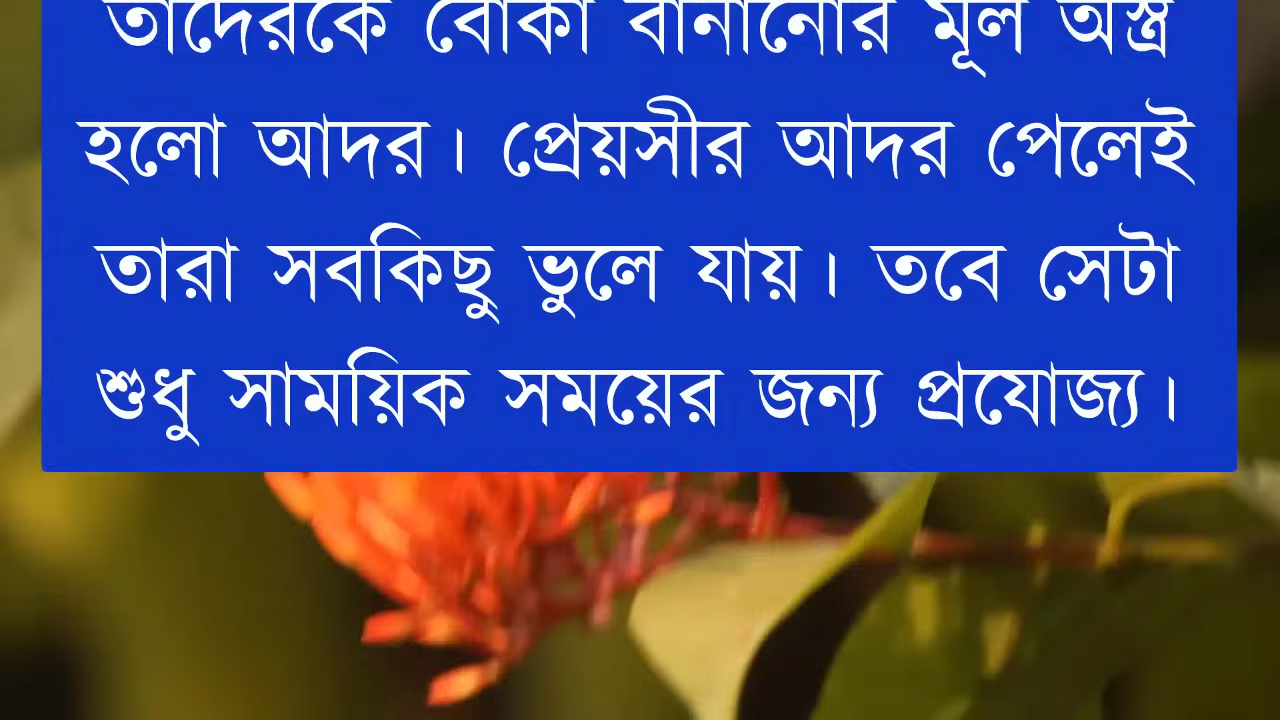 তাদেরকে বোকা বানানোর মূল অস্ত্র
হলো আদর। প্রেয়সীর আদর পেলেই
তারা সবকিছু ভুলে যায়। তবে সেটা
শুধু সাময়িক সময়ের জন্য প্রযোজ্য।